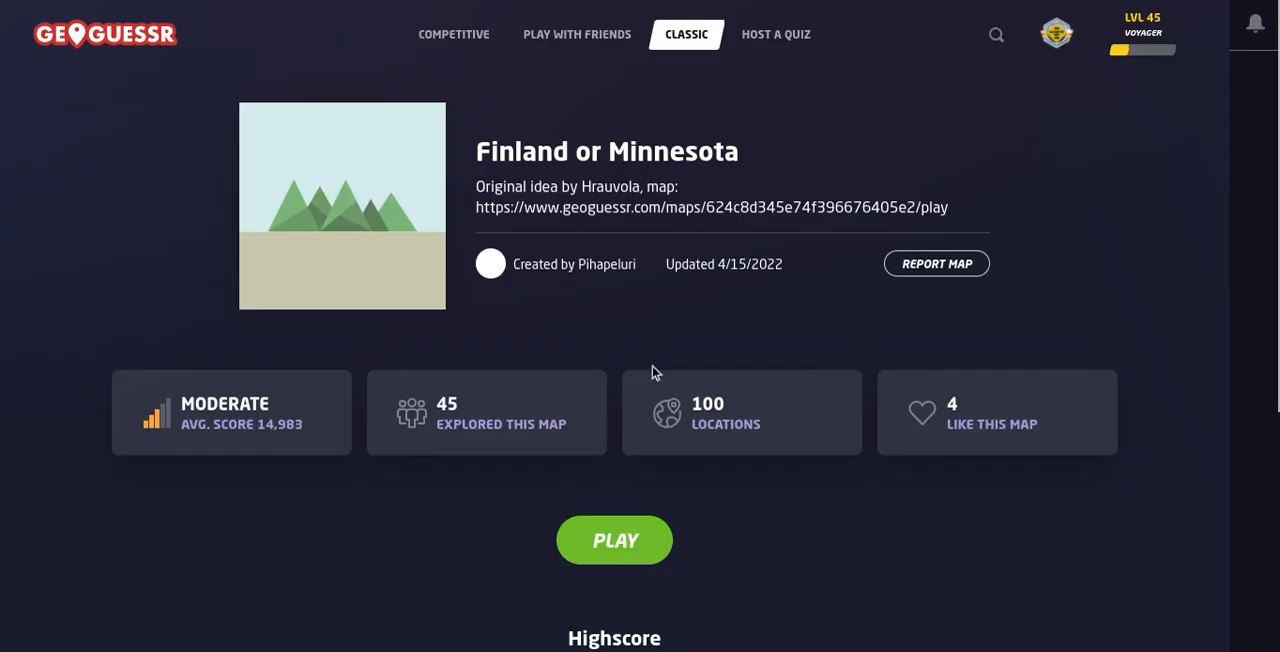 GEOGUESSR
COMPETITIVE PLAY WITH FRIENDS CLASSIC HOST A QUIZ
LVL 45
VOYAGER
Finland or Minnesota
Original idea by Hrauvola, map:
https://www.geoguessr.com/maps/624c8d345e74f396676405e2/play
Created by Pihapeluri Updated 4/15/2022 REPORT MAP
MODERATE
AVG. SCORE 14,983
45
EXPLORED THIS MAP
100
LOCATIONS
4
LIKE THIS MAP
PLAY
Highscore